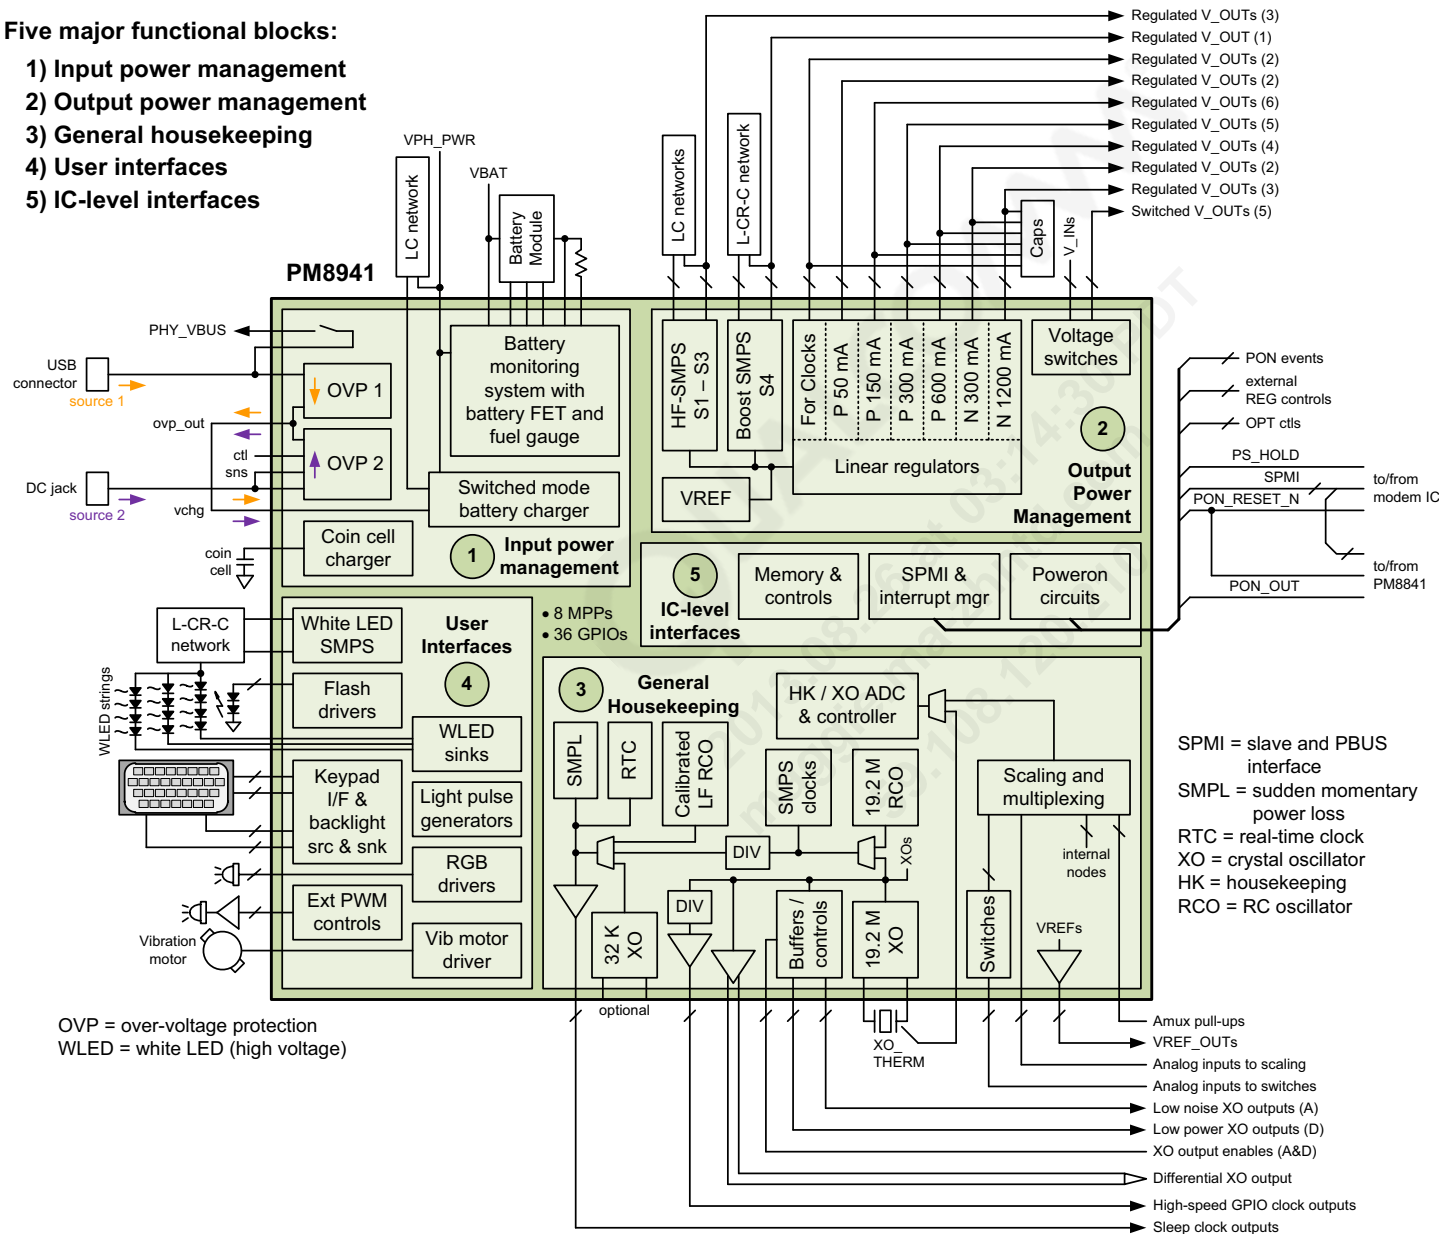 Five major functional blocks:
1) Input power management
2) Output power management
3) General housekeeping
4) User interfaces
5) IC-level interfaces
Regulated V_OUTs (3)
Regulated V_OUT (1)
Regulated V_OUTs (2)
Regulated V_OUTs (2)
Regulated V_OUTs (6)
Regulated V_OUTs (5)
Regulated V_OUTs (4)
Regulated V_OUTs (2)
Regulated V_OUTs (3)
Switched V_OUTs (5)
VPH_PWR
VBAT
LC network
Battery
Module
LC networks
L-CR-C network
Caps
V_INs
PM8941
PHY_VBUS
USB
connector
source 1
ovp_out
ctl
sns
DC jack
source 2
vchg
coin
cell
OVP 1
OVP 2
Battery
monitoring
system with
battery FET and
fuel gauge
Switched mode
battery charger
Coin cell
charger
1
Input power
management
HF-SMPS
S1 – S3
Boost SMPS
S4
For Clocks
P 50 mA
P 150 mA
P 300 mA
P 600 mA
N 300 mA
N 1200 mA
Linear regulators
VREF
Voltage
switches
2
Output
Power
Management
PON events
external
REG controls
OPT ctls
PS_HOLD
SPMI
PON_RESET_N
to/from
modem IC
to/from
PM8841
PON_OUT
5
IC-level
interfaces
Memory &
controls
SPMI &
interrupt mgr
Poweron
circuits
• 8 MPPs
• 36 GPIOs
L-CR-C
network
WLED strings
White LED
SMPS
User
Interfaces
4
Flash
drivers
WLED
sinks
Keypad
I/F &
backlight
src & snk
Light pulse
generators
RGB
drivers
Ext PWM
controls
Vib motor
driver
Vibration
motor
3
General
Housekeeping
HK / XO ADC
& controller
SMPL
RTC
Calibrated
LF RCO
SMPS
clocks
19.2 M
RCO
Scaling and
multiplexing
DIV
XOs
internal
nodes
DIV
32 K
XO
Buffers /
controls
19.2 M
XO
Switches
VREFs
optional
XO_
THERM
SPMI = slave and PBUS
interface
SMPL = sudden momentary
power loss
RTC = real-time clock
XO = crystal oscillator
HK = housekeeping
RCO = RC oscillator
OVP = over-voltage protection
WLED = white LED (high voltage)
Amux pull-ups
VREF_OUTs
Analog inputs to scaling
Analog inputs to switches
Low noise XO outputs (A)
Low power XO outputs (D)
XO output enables (A&D)
Differential XO output
High-speed GPIO clock outputs
Sleep clock outputs